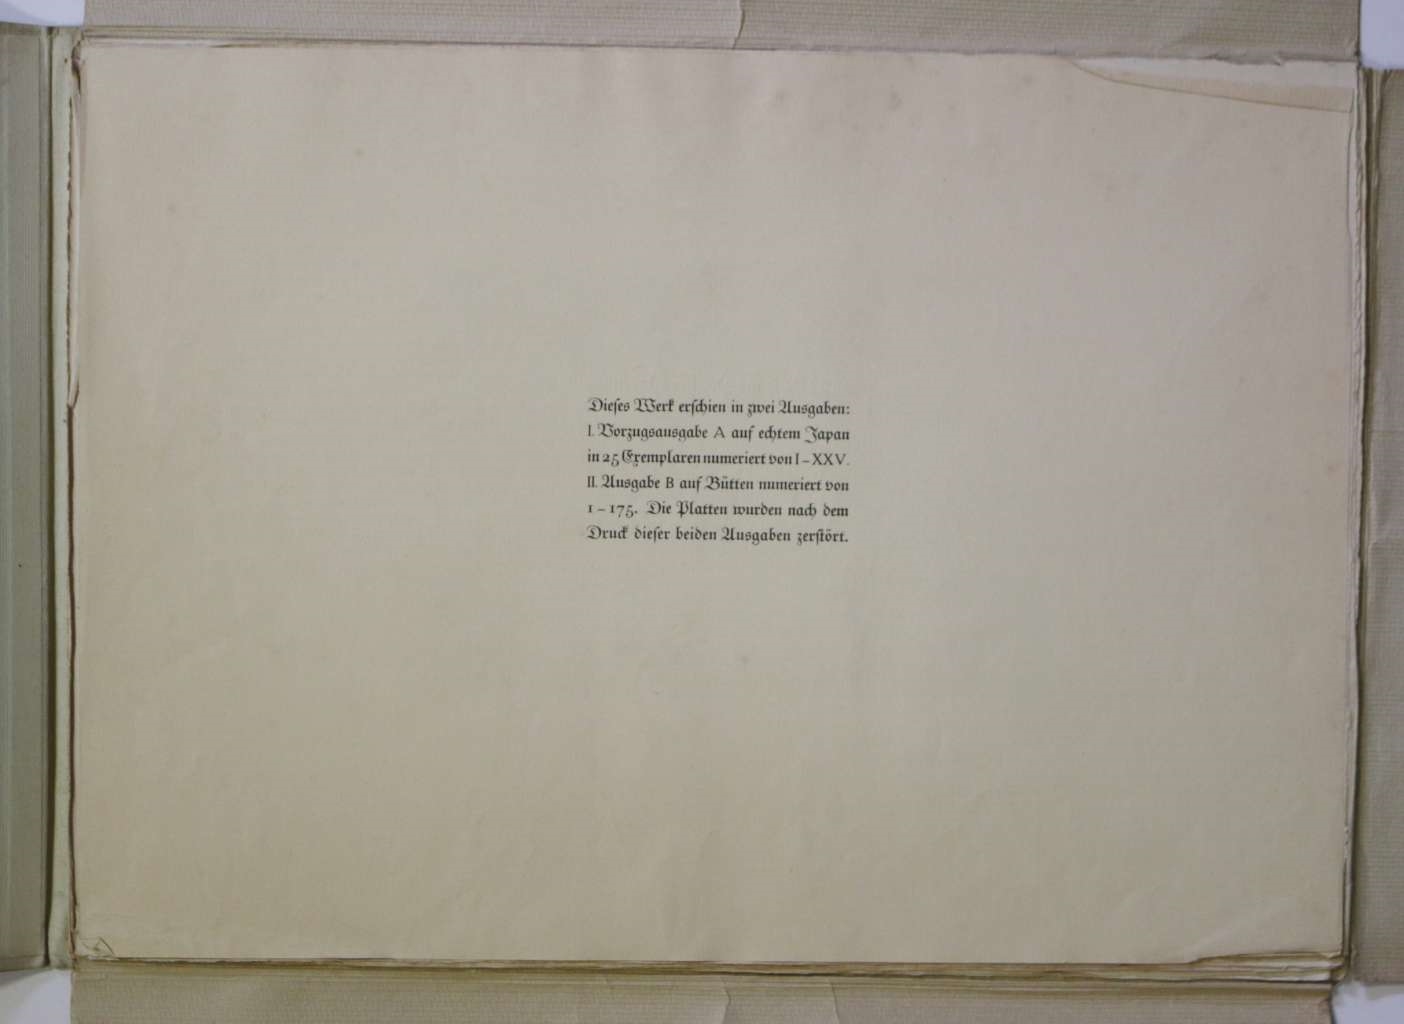 Dieses Werk erschien in zwei Ausgaben:
I. Vorzugsausgabe A auf echtem Japan
in 25 Exemplaren numeriert von I–XXV.
II. Ausgabe B auf Bütten numeriert von
1–175. Die Platten wurden nach dem
Druck dieser beiden Ausgaben zerstört.